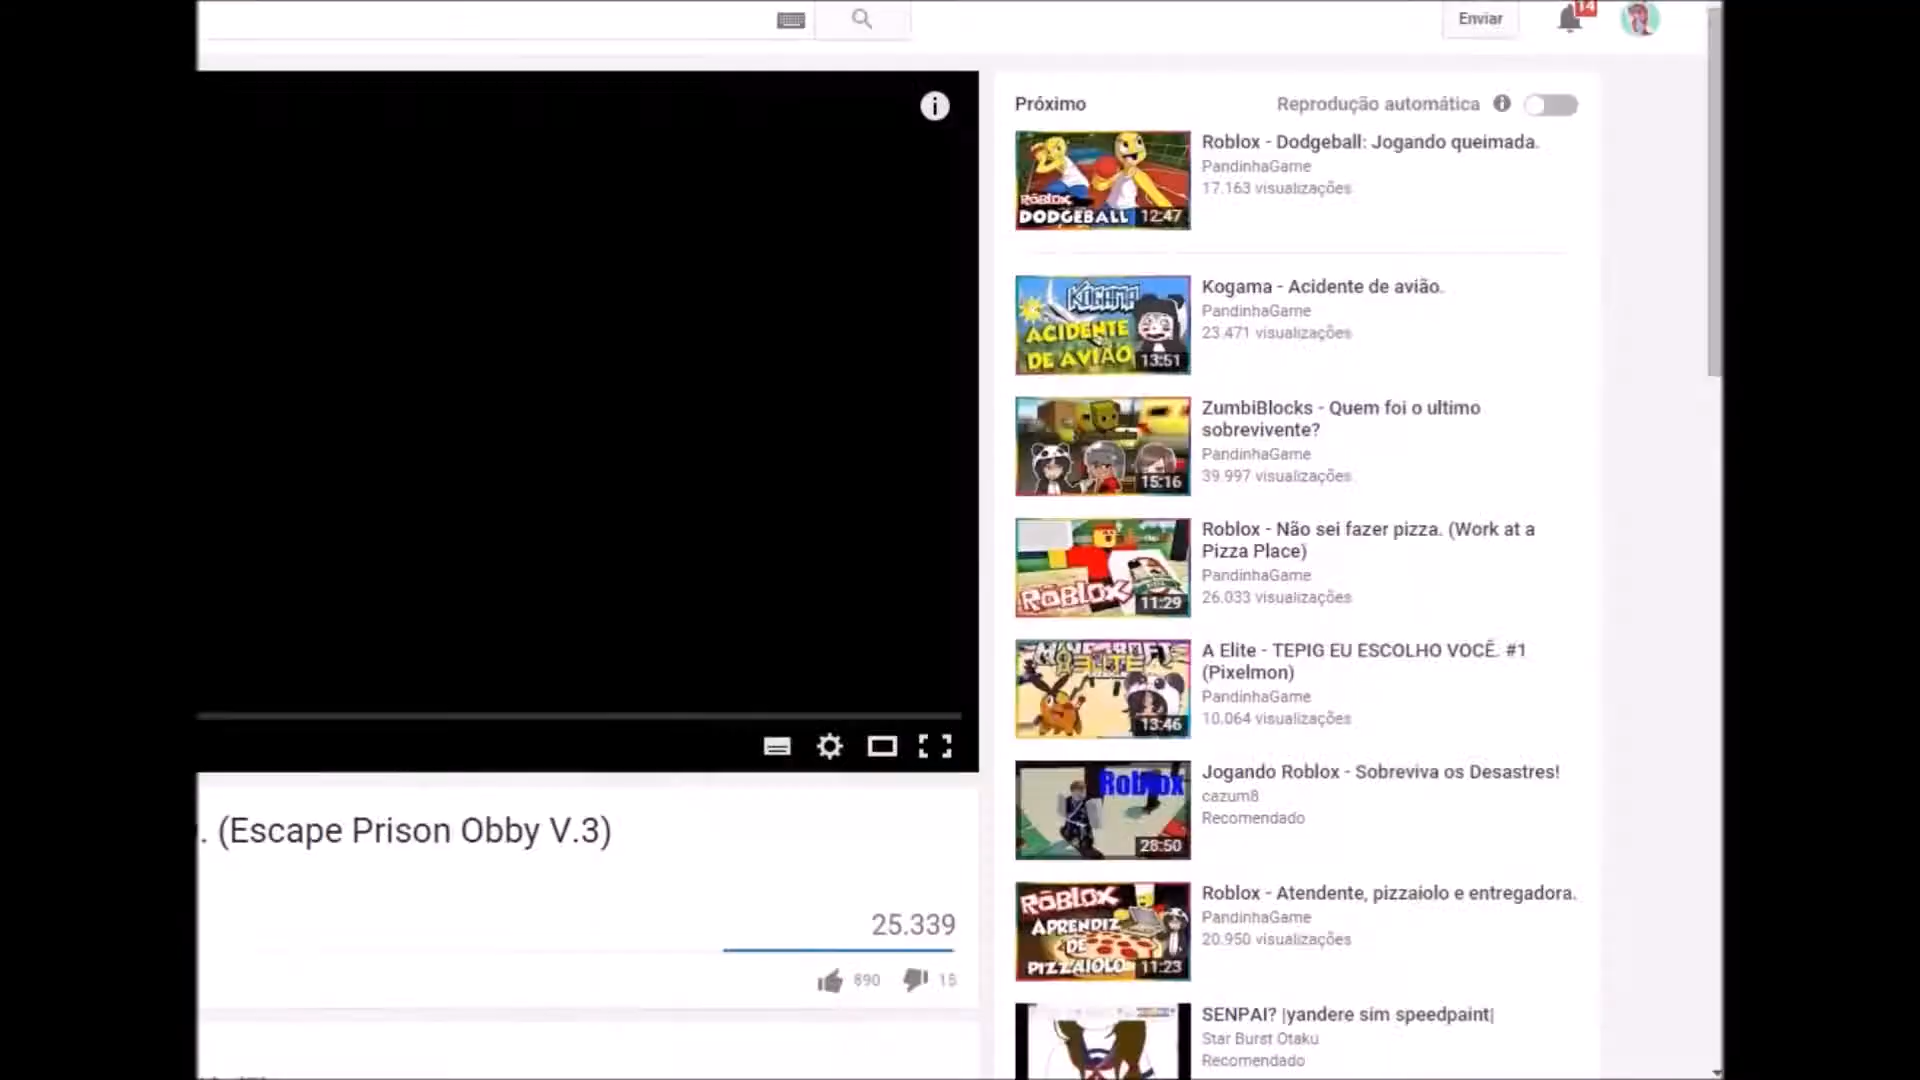 Enviar
14
Próximo
Reprodução automática
Roblox - Dodgeball: Jogando queimada.
PandinhaGame
17.163 visualizações
ROBLOX
DODGEBALL
12:47
Kogama - Acidente de avião.
PandinhaGame
23.471 visualizações
KOGAMA
ACIDENTE
DE AVIÃO
13:51
ZumbiBlocks - Quem foi o ultimo
sobrevivente?
PandinhaGame
39.997 visualizações
15:16
Roblox - Não sei fazer pizza. (Work at a
Pizza Place)
PandinhaGame
26.033 visualizações
ROBLOX
11:29
A Elite - TEPIG EU ESCOLHO VOCÊ. #1
(Pixelmon)
PandinhaGame
10.064 visualizações
MINECRAFT
ELITE
13:46
Jogando Roblox - Sobreviva os Desastres!
cazum8
Recomendado
Roblox
28:50
Roblox - Atendente, pizzaiolo e entregadora.
PandinhaGame
20.950 visualizações
ROBLOX
APRENDIZ
DE
PIZZAIOLO
11:23
SENPAI? |yandere sim speedpaint|
Star Burst Otaku
Recomendado
. (Escape Prison Obby V.3)
25.339
890
15